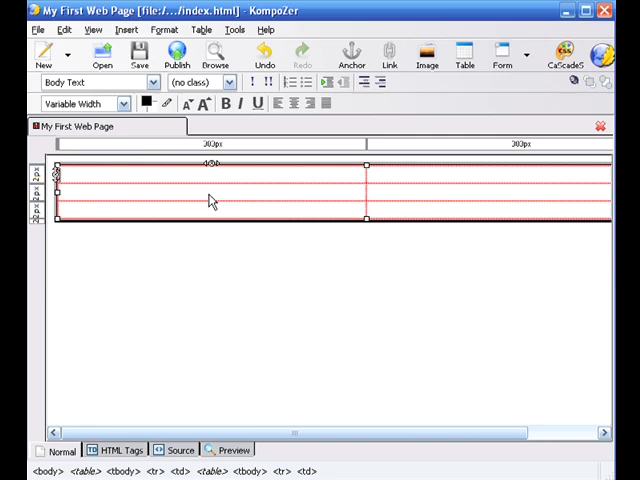 My First Web Page [file:/.../index.html] - KompoZer
File Edit View Insert Format Table Tools Help
New Open Save Publish Browse Undo Redo Anchor Link Image Table Form CaScadeS
Body Text (no class) ! !!
Variable Width A A B I U
My First Web Page
303px 303px
Normal TD HTML Tags Source Preview
<body> <table> <tbody> <tr> <td> <table> <tbody> <tr> <td>